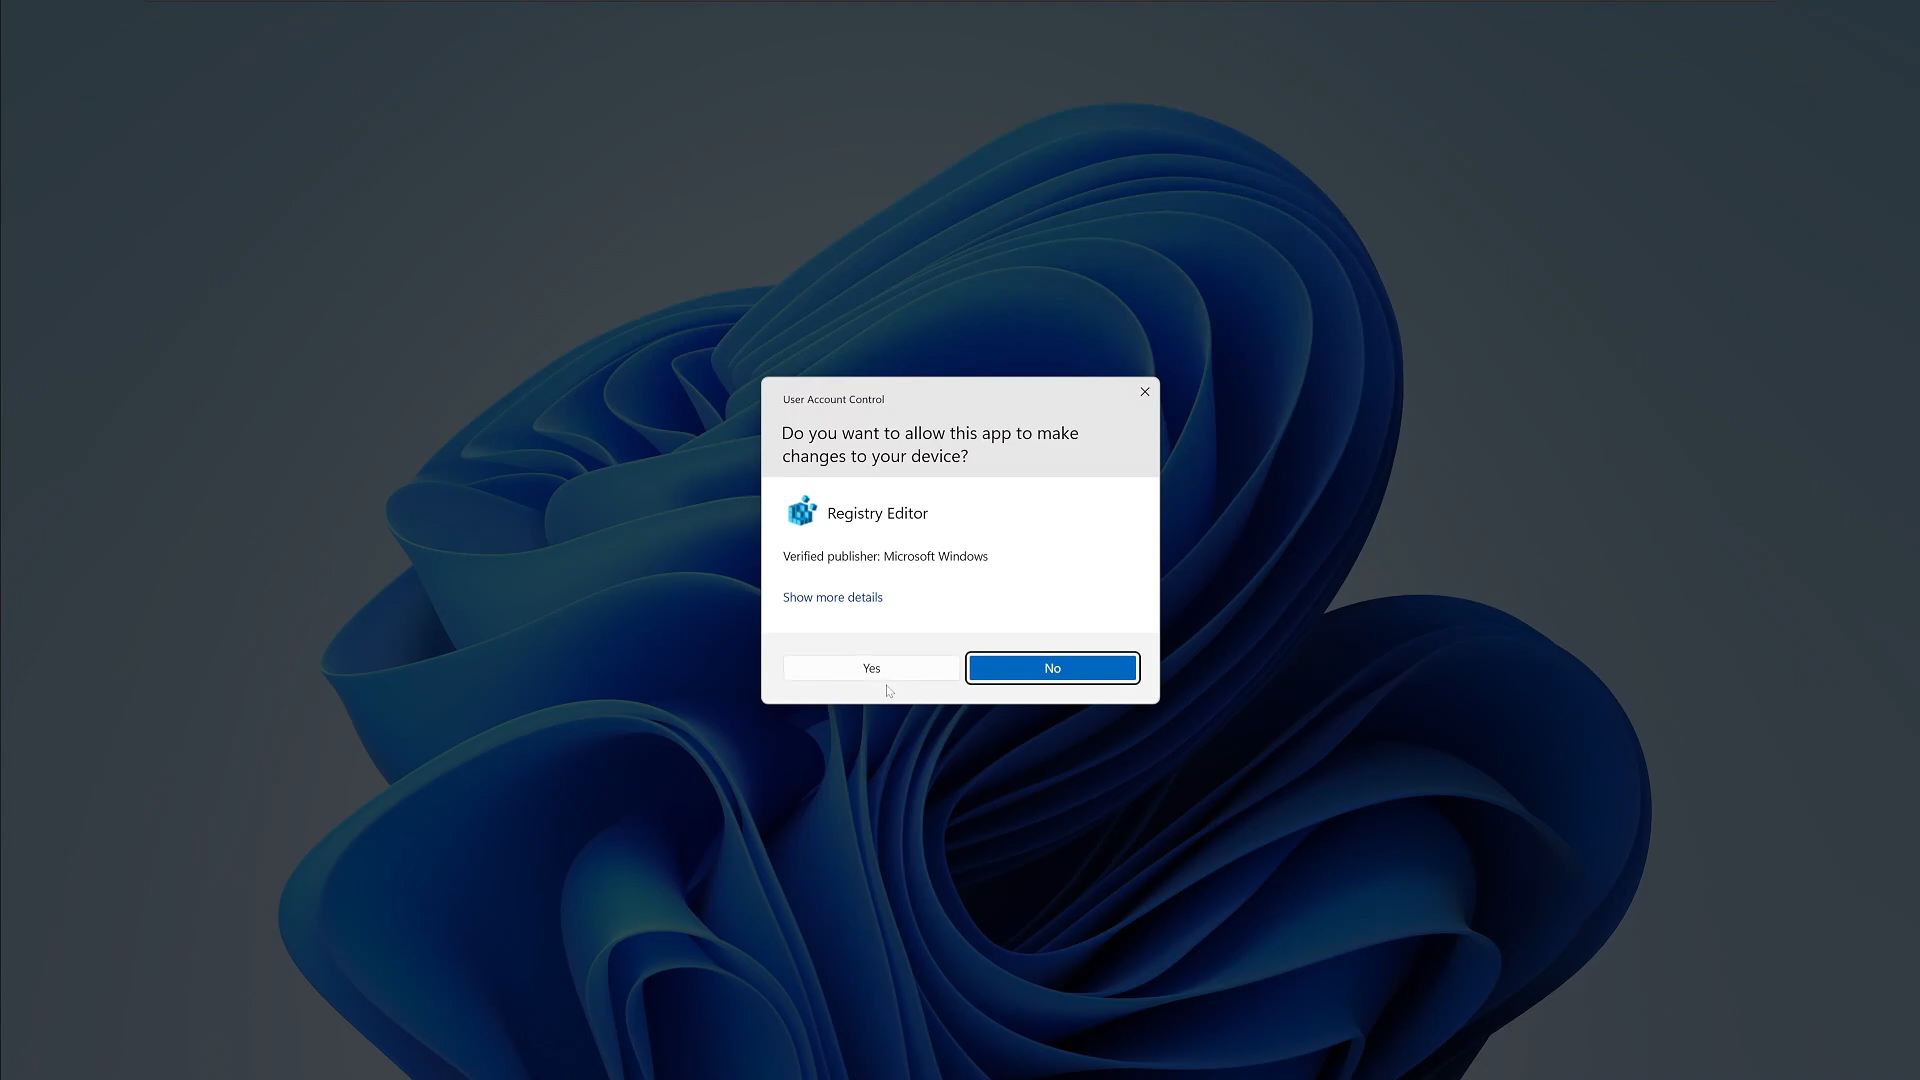 User Account Control
Do you want to allow this app to make
changes to your device?
Registry Editor
Verified publisher: Microsoft Windows
Show more details
Yes
No